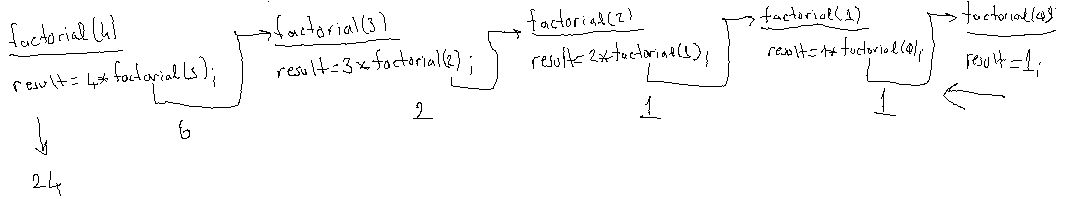 factorial(4)
result=4*factorial(3);
6
24
factorial(3)
result=3*factorial(2);
2
factorial(2)
result=2*factorial(1);
1
factorial(1)
result=1*factorial(0);
1
factorial(0)
result=1;